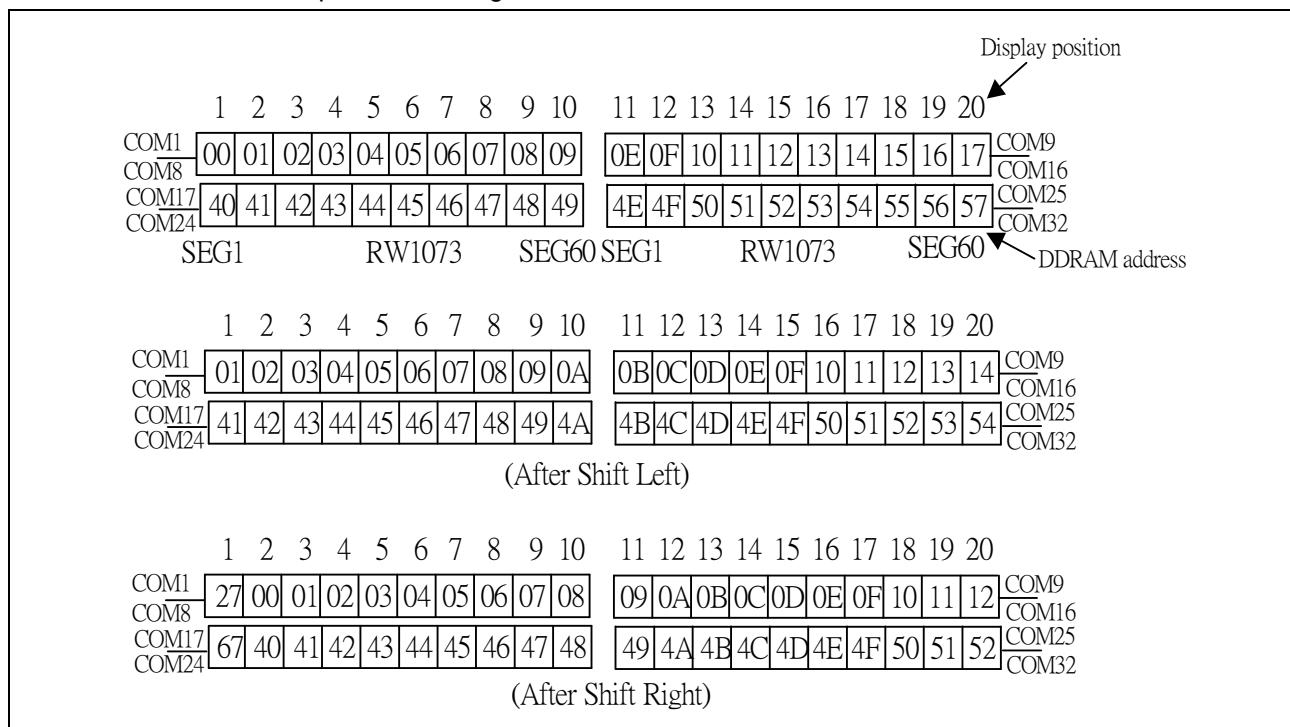 Display position
1 2 3 4 5 6 7 8 9 10 11 12 13 14 15 16 17 18 19 20
COM1 COM8 00 01 02 03 04 05 06 07 08 09 0E 0F 10 11 12 13 14 15 16 17 COM9 COM16
COM17 COM24 40 41 42 43 44 45 46 47 48 49 4E 4F 50 51 52 53 54 55 56 57 COM25 COM32
SEG1 RW1073 SEG60 SEG1 RW1073 SEG60 DDRAM address
1 2 3 4 5 6 7 8 9 10 11 12 13 14 15 16 17 18 19 20
COM1 COM8 01 02 03 04 05 06 07 08 09 0A 0B 0C 0D 0E 0F 10 11 12 13 14 COM9 COM16
COM17 COM24 41 42 43 44 45 46 47 48 49 4A 4B 4C 4D 4E 4F 50 51 52 53 54 COM25 COM32
(After Shift Left)
1 2 3 4 5 6 7 8 9 10 11 12 13 14 15 16 17 18 19 20
COM1 COM8 27 00 01 02 03 04 05 06 07 08 09 0A 0B 0C 0D 0E 0F 10 11 12 COM9 COM16
COM17 COM24 67 40 41 42 43 44 45 46 47 48 49 4A 4B 4C 4D 4E 4F 50 51 52 COM25 COM32
(After Shift Right)